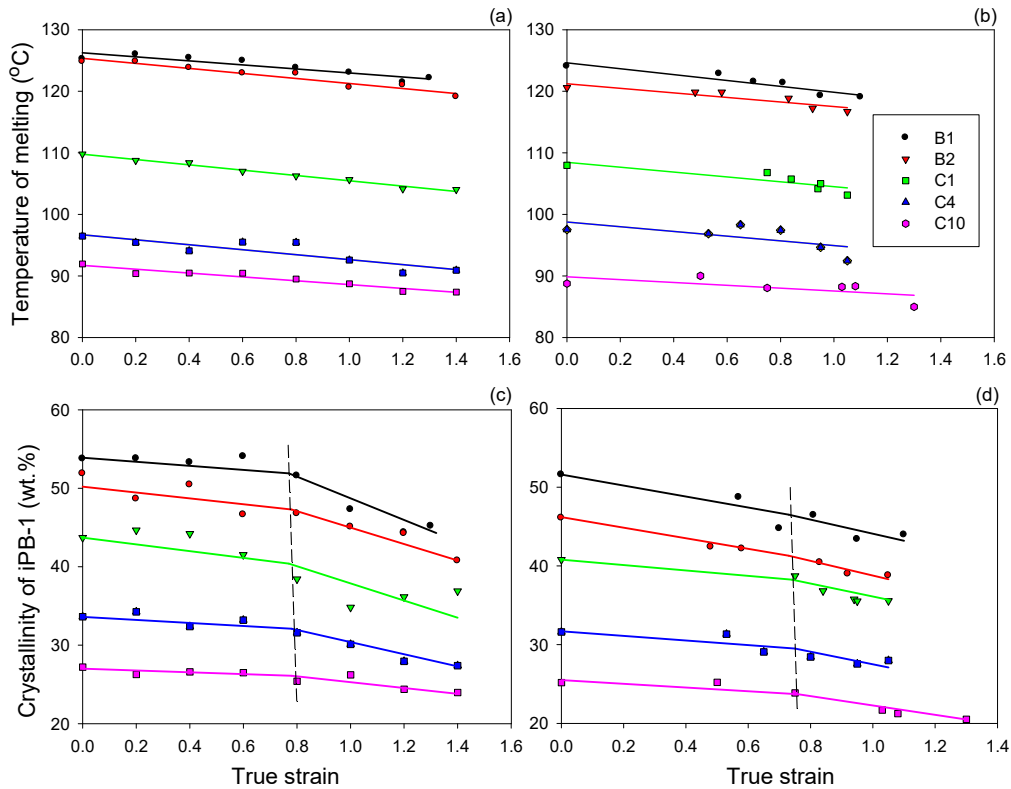 (a)
(b)
Temperature of melting (°C)
130
120
110
100
90
80
0.0 0.2 0.4 0.6 0.8 1.0 1.2 1.4 1.6
130
120
110
100
90
80
0.0 0.2 0.4 0.6 0.8 1.0 1.2 1.4 1.6
B1
B2
C1
C4
C10
(c)
(d)
Crystallinity of iPB-1 (wt.%)
60
50
40
30
20
0.0 0.2 0.4 0.6 0.8 1.0 1.2 1.4 1.6
True strain
60
50
40
30
20
0.0 0.2 0.4 0.6 0.8 1.0 1.2 1.4
True strain